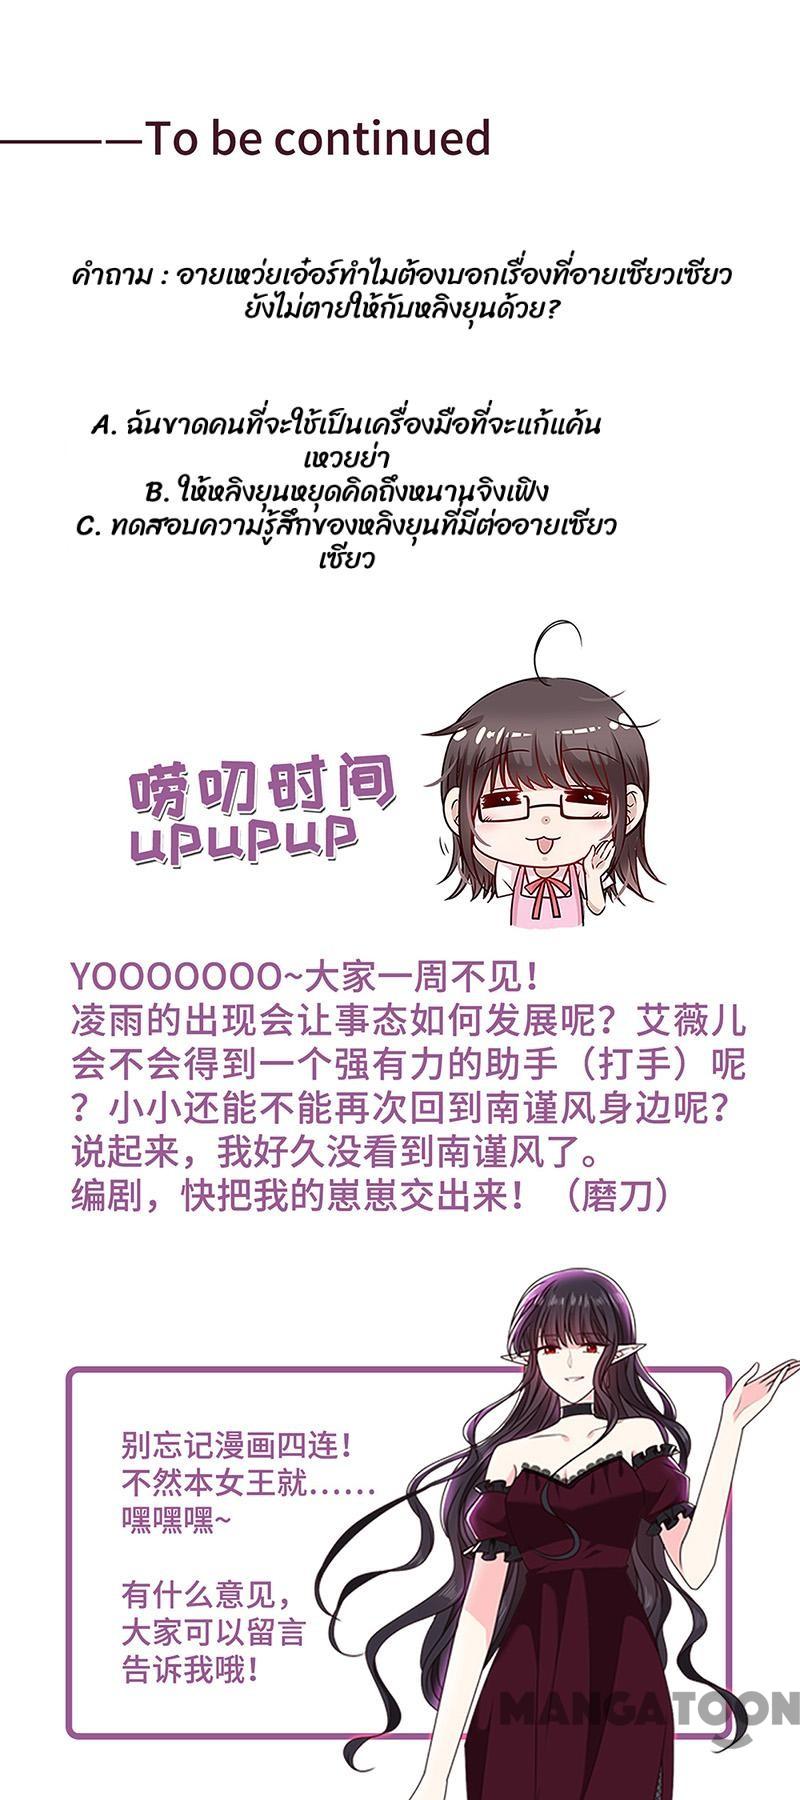 ————To be continued
คำถาม : อายเหว่ยเอ๋อร์ทำไมต้องบอกเรื่องที่อายเซียวเซียว
ยังไม่ตายให้กับหลิงยุนด้วย?
A. ฉันขาดคนที่จะใช้เป็นเครื่องมือที่จะแก้แค้น
เหวยย่า
B. ให้หลิงยุนหยุดคิดถึงหนานจิงเฟิง
C. ทดสอบความรู้สึกของหลิงยุนที่มีต่ออายเซียว
เซียว
唠叨时间
upupup
YOOOOOOO~大家一周不见！
凌雨的出现会让事态如何发展呢？艾薇儿
会不会得到一个强有力的助手（打手）呢
？小小还能不能再次回到南谨风身边呢？
说起来，我好久没看到南谨风了。
编剧，快把我的崽崽交出来！（磨刀）
别忘记漫画四连！
不然本女王就……
嘿嘿嘿~
有什么意见，
大家可以留言
告诉我哦！
MANGATOON